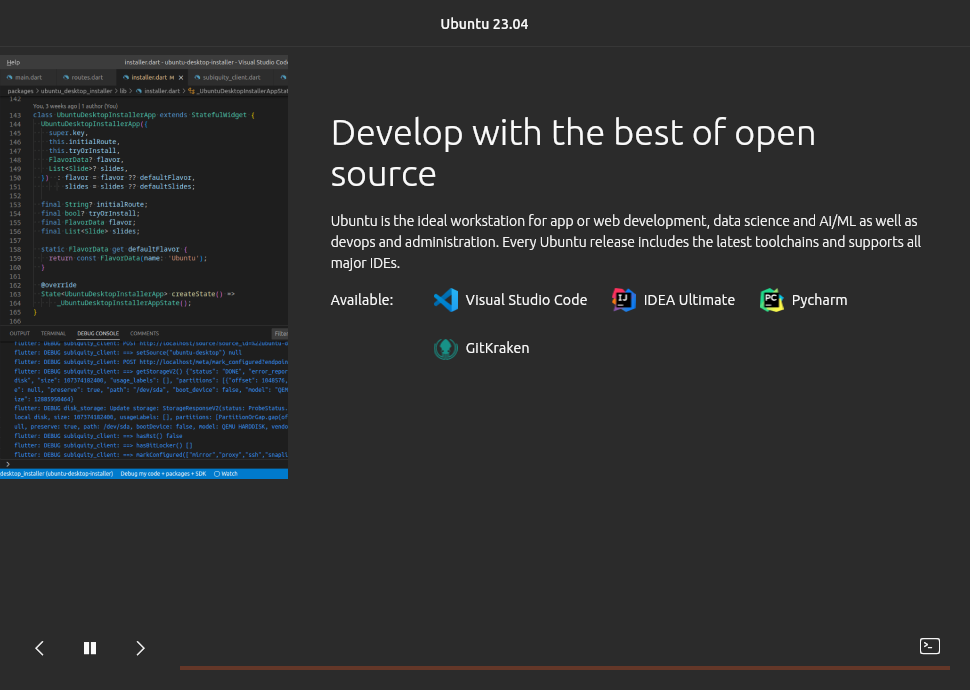 Ubuntu 23.04
Help
installer.dart - ubuntu-desktop-installer - Visual Studio Code
main.dart routes.dart installer.dart M × subiquity_client.dart
packages > ubuntu_desktop_installer > lib > installer.dart > _UbuntuDesktopInstallerAppStat
142
You, 3 weeks ago | 1 author (You)
143 class UbuntuDesktopInstallerApp extends StatefulWidget {
144 UbuntuDesktopInstallerApp({
145 super.key,
146 this.initialRoute,
147 this.tryOrInstall,
148 FlavorData? flavor,
149 List<Slide>? slides,
150 }) : flavor = flavor ?? defaultFlavor,
151 slides = slides ?? defaultSlides;
152
153 final String? initialRoute;
154 final bool? tryOrInstall;
155 final FlavorData flavor;
156 final List<Slide> slides;
157
158 static FlavorData get defaultFlavor {
159 return const FlavorData(name: 'Ubuntu');
160 }
161
162 @override
163 State<UbuntuDesktopInstallerApp> createState() =>
164 _UbuntuDesktopInstallerAppState();
165 }
166
OUTPUT TERMINAL DEBUG CONSOLE COMMENTS Filter
flutter: DEBUG subiquity_client: POST http://localhost/source?source_id=%22ubuntu-d
flutter: DEBUG subiquity_client: ==> setSource("ubuntu-desktop") null
flutter: DEBUG subiquity_client: POST http://localhost/meta/mark_configured?endpoin
flutter: DEBUG subiquity_client: ==> getStorageV2() {"status": "DONE", "error_repor
disk", "size": 107374182400, "usage_labels": [], "partitions": [{"offset": 1048576,
e": null, "preserve": true, "path": "/dev/sda", "boot_device": false, "model": "QEM
ize": 12885950464}
flutter: DEBUG disk_storage: Update storage: StorageResponseV2(status: ProbeStatus.
local disk, size: 107374182400, usageLabels: [], partitions: [PartitionOrGap.gap(of
ull, preserve: true, path: /dev/sda, bootDevice: false, model: QEMU HARDDISK, vendo
flutter: DEBUG subiquity_client: ==> hasRst() false
flutter: DEBUG subiquity_client: ==> hasBitLocker() []
flutter: DEBUG subiquity_client: ==> markConfigured(["mirror","proxy","ssh","snapli
desktop_installer (ubuntu-desktop-installer) Debug my code + packages + SDK Watch
Develop with the best of open
source
Ubuntu is the ideal workstation for app or web development, data science and AI/ML as well as
devops and administration. Every Ubuntu release includes the latest toolchains and supports all
major IDEs.
Available: Visual Studio Code IDEA Ultimate Pycharm
GitKraken